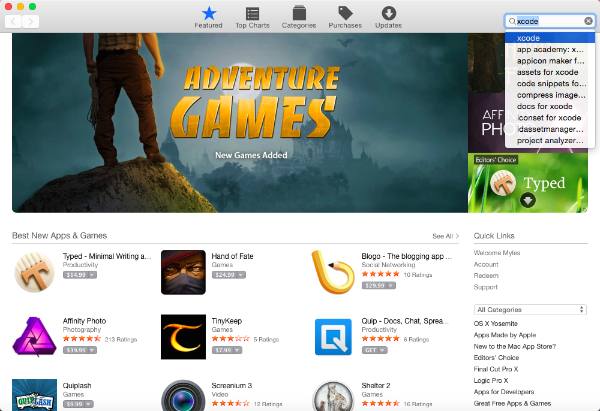 Featured
Top Charts
Categories
Purchases
Updates
xcode
xcode
app academy: x...
appicon maker f...
assets for xcode
code snippets fo...
compress image...
docs for xcode
iconset for xcode
idassetmanager...
project analyzer...
ADVENTURE
GAMES
New Games Added
AFFIN
PHO
Editors' Choice
Typed
Best New Apps & Games
See All >
Typed - Minimal Writing a...
Productivity
$14.99
Hand of Fate
Games
$24.99
Blogo - The blogging app ...
Social Networking
10 Ratings
$29.99
Affinity Photo
Photography
213 Ratings
$39.99
TinyKeep
Games
5 Ratings
$7.99
Quip - Docs, Chat, Sprea...
Productivity
6 Ratings
GET
QUIPLASH
Quiplash
Games
$9.99
Screenium 3
Video
12 Ratings
Shelter 2
Games
16 Ratings
Quick Links
Welcome Myles
Account
Redeem
Support
All Categories
OS X Yosemite
Apps Made by Apple
New to the Mac App Store?
Editors' Choice
Final Cut Pro X
Logic Pro X
Apps for Developers
Great Free Apps & Games